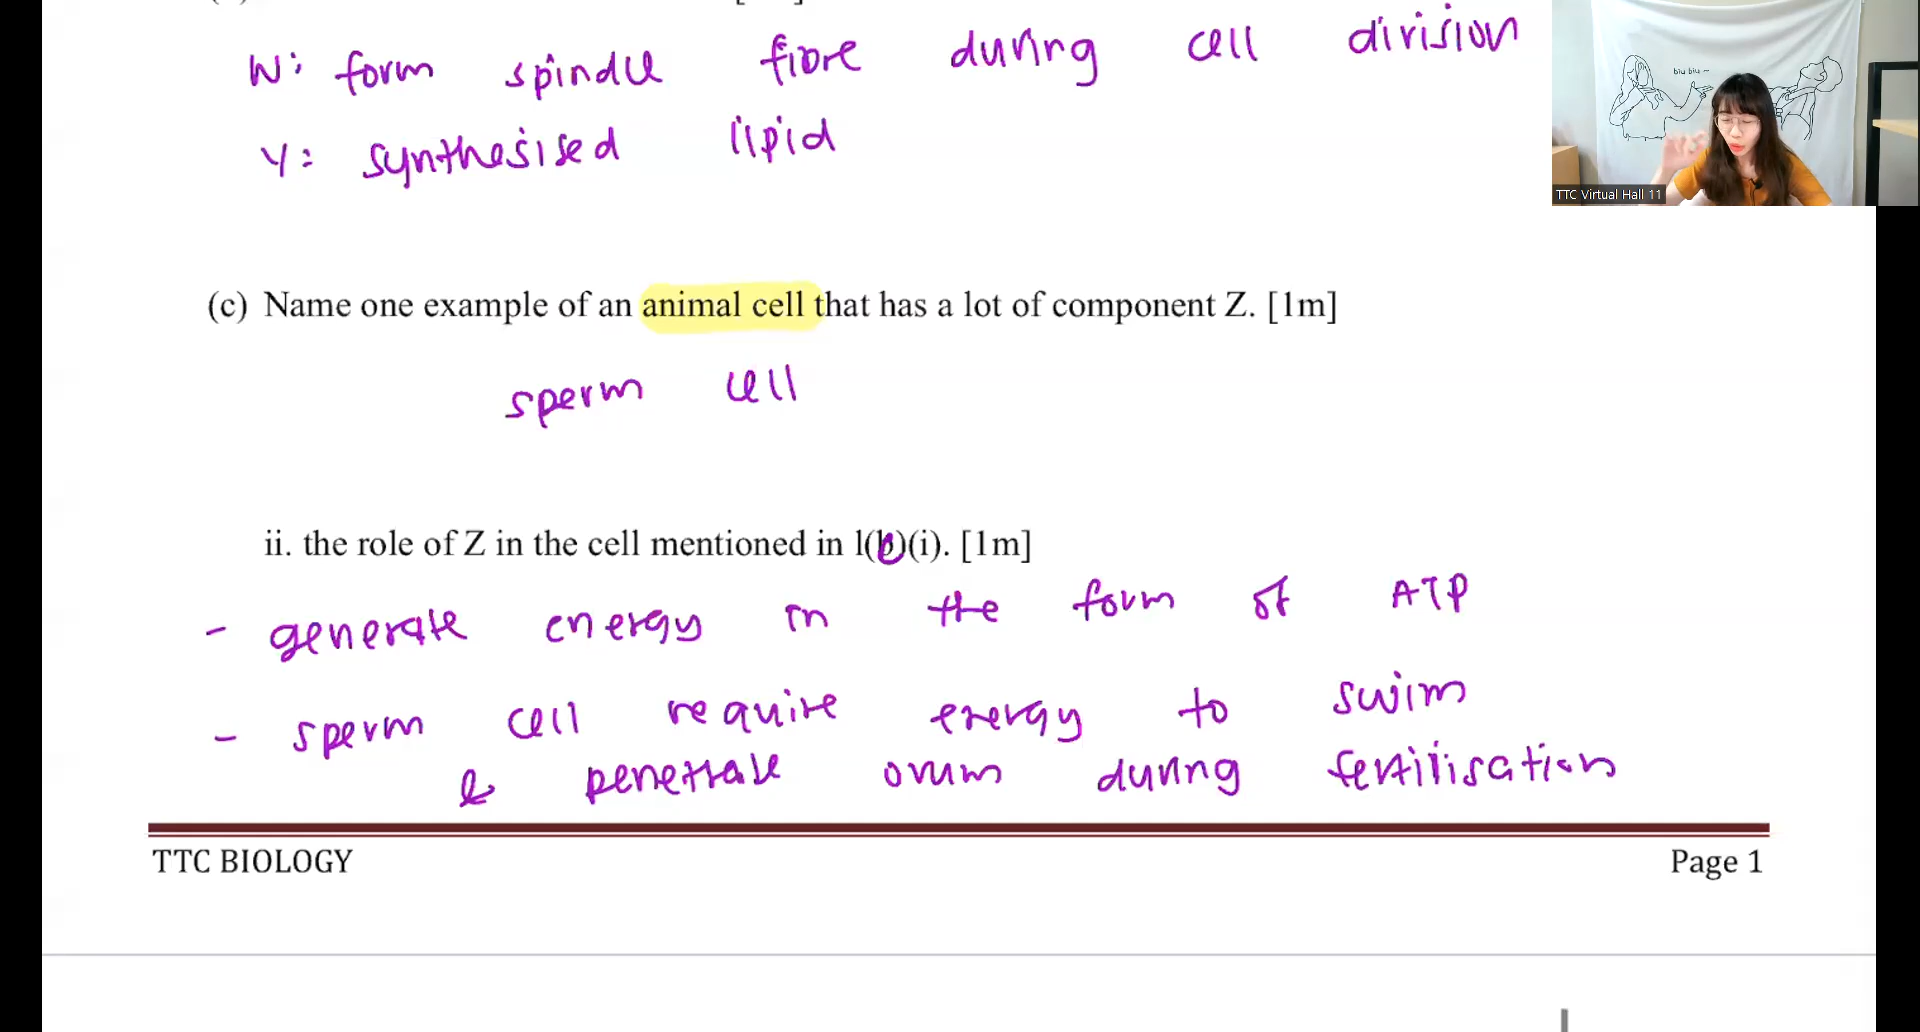 W: form spindle fibre during cell division
Y: synthesised lipid
biu biu ~
TTC Virtual Hall 11
(c) Name one example of an animal cell that has a lot of component Z. [1m]
sperm cell
ii. the role of Z in the cell mentioned in 1(c)(i). [1m]
- generate energy in the form of ATP
- sperm cell require energy to swim
& penetrate ovum during fertilisation
TTC BIOLOGY
Page 1